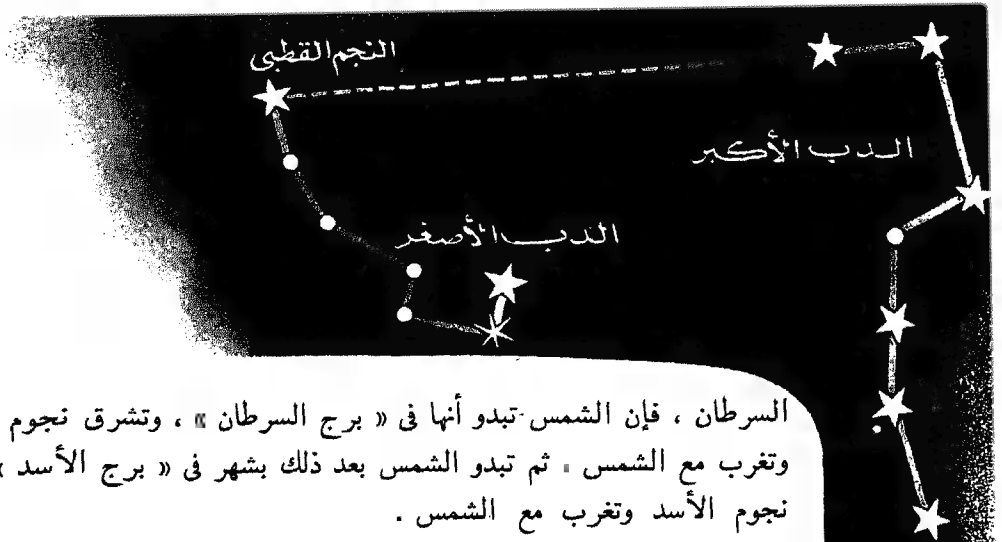 النجم القطبى
الدب الأكبر
الدب الأصغر
السرطان ، فإن الشمس تبدو أنها فى « برج السرطان » ، وتشرق نجوم
وتغرب مع الشمس . ثم تبدو الشمس بعد ذلك بشهر فى « برج الأسد »
نجوم الأسد وتغرب مع الشمس .